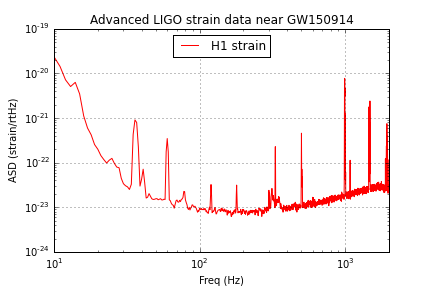 Advanced LIGO strain data near GW150914
H1 strain
10^-19
10^-20
10^-21
10^-22
10^-23
10^-24
ASD (strain/rtHz)
10^1
10^2
10^3
Freq (Hz)